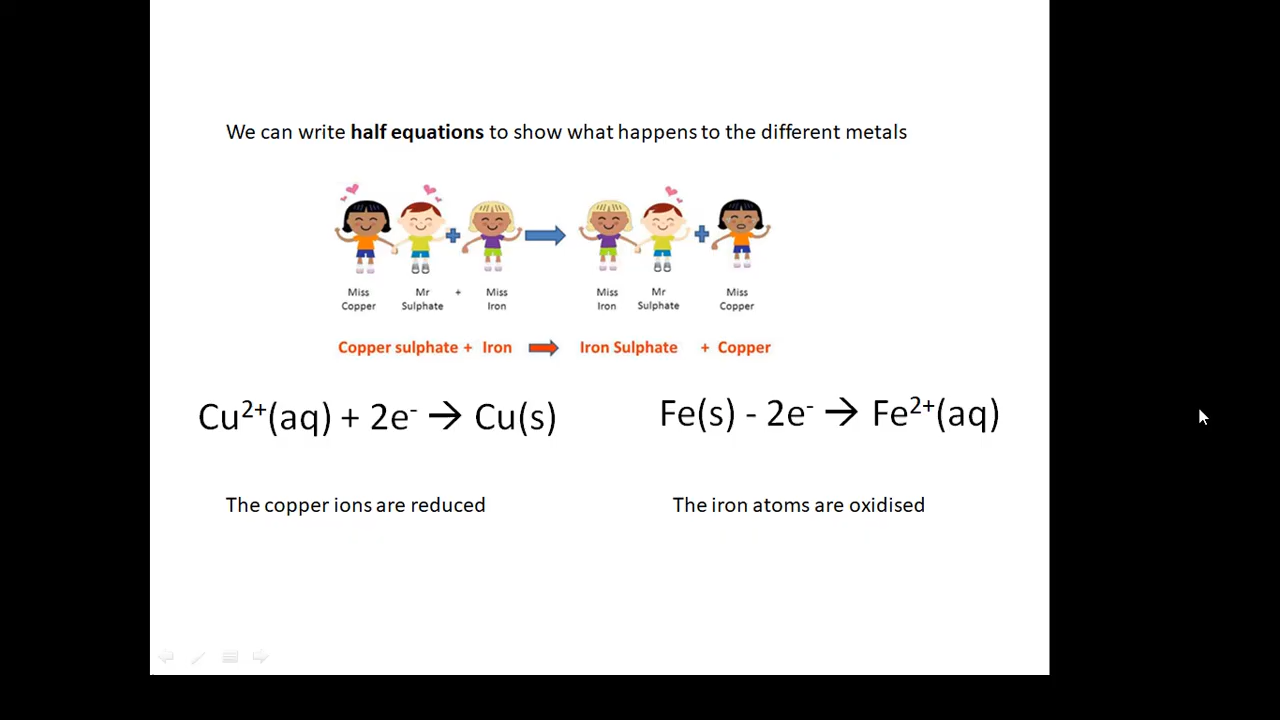 We can write half equations to show what happens to the different metals
Miss Mr + Miss Miss Mr Miss
Copper Sulphate Iron Iron Sulphate Copper
Copper sulphate + Iron ➡ Iron Sulphate + Copper
Cu²⁺(aq) + 2e⁻ → Cu(s) Fe(s) - 2e⁻ → Fe²⁺(aq)
The copper ions are reduced The iron atoms are oxidised